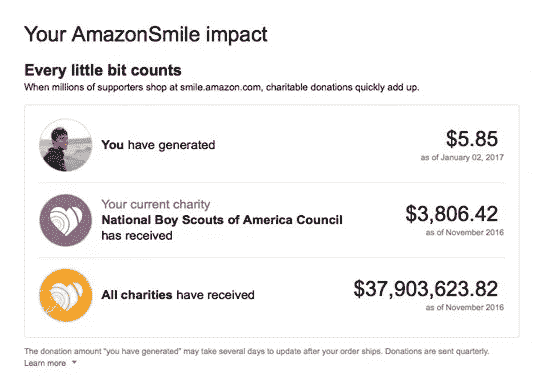 Your AmazonSmile impact
Every little bit counts
When millions of supporters shop at smile.amazon.com, charitable donations quickly add up.
You have generated
$5.85
as of January 02, 2017
Your current charity
National Boy Scouts of America Council
has received
$3,806.42
as of November 2016
All charities have received
$37,903,623.82
as of November 2016
The donation amount "you have generated" may take several days to update after your order ships. Donations are sent quarterly.
Learn more